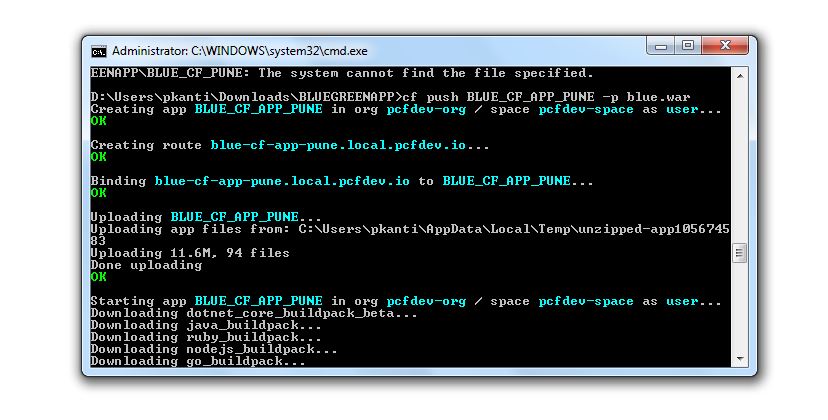 Administrator: C:\WINDOWS\system32\cmd.exe
EENAPP\BLUE_CF_PUNE: The system cannot find the file specified.
D:\Users\pkanti\Downloads\BLUEGREENAPP>cf push BLUE_CF_APP_PUNE -p blue.war
Creating app BLUE_CF_APP_PUNE in org pcfdev-org / space pcfdev-space as user...
OK
Creating route blue-cf-app-pune.local.pcfdev.io...
OK
Binding blue-cf-app-pune.local.pcfdev.io to BLUE_CF_APP_PUNE...
OK
Uploading BLUE_CF_APP_PUNE...
Uploading app files from: C:\Users\pkanti\AppData\Local\Temp\unzipped-app1056745
83
Uploading 11.6M, 94 files
Done uploading
OK
Starting app BLUE_CF_APP_PUNE in org pcfdev-org / space pcfdev-space as user...
Downloading dotnet_core_buildpack_beta...
Downloading java_buildpack...
Downloading ruby_buildpack...
Downloading nodejs_buildpack...
Downloading go_buildpack...